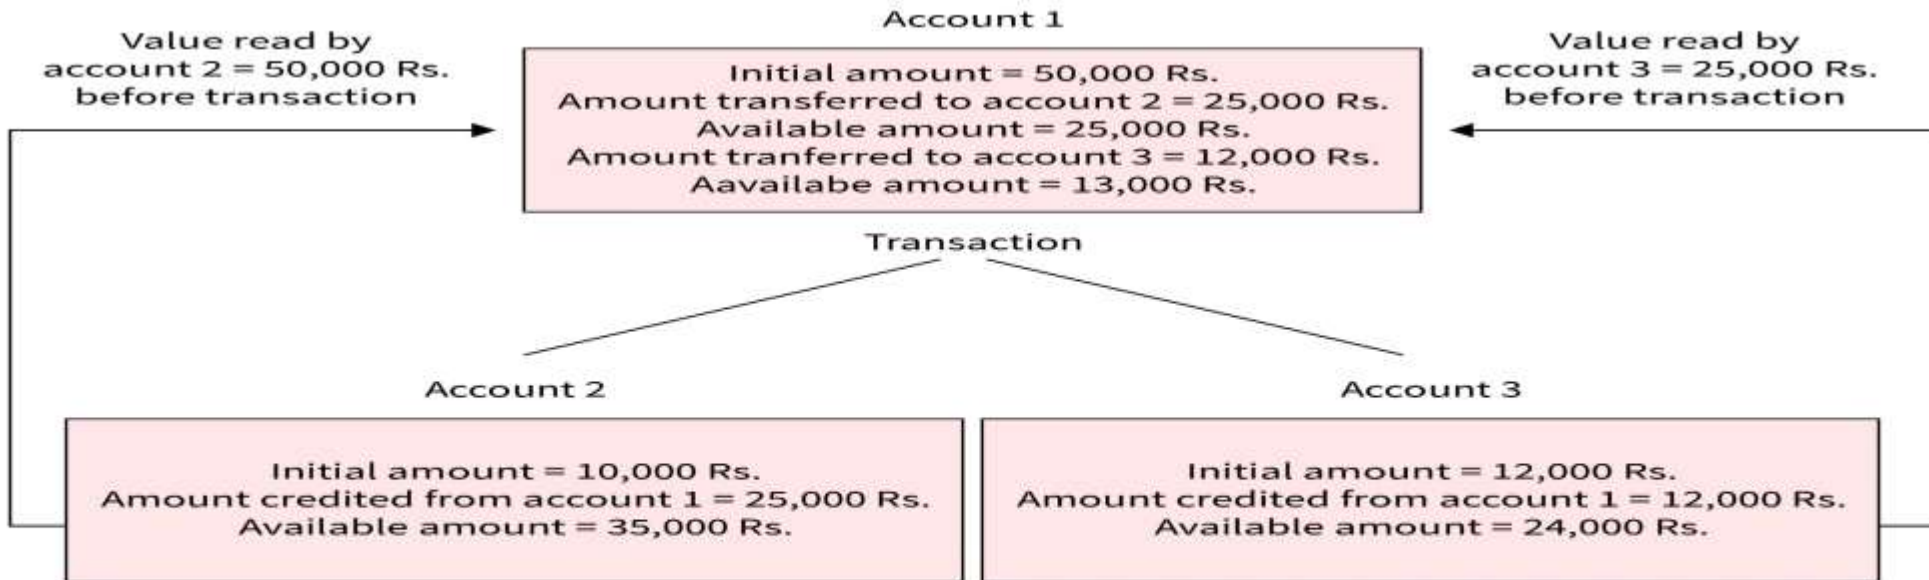 Account 1
Value read by
account 2 = 50,000 Rs.
before transaction
Initial amount = 50,000 Rs.
Amount transferred to account 2 = 25,000 Rs.
Available amount = 25,000 Rs.
Amount tranferred to account 3 = 12,000 Rs.
Aavailabe amount = 13,000 Rs.
Value read by
account 3 = 25,000 Rs.
before transaction
Transaction
Account 2
Initial amount = 10,000 Rs.
Amount credited from account 1 = 25,000 Rs.
Available amount = 35,000 Rs.
Account 3
Initial amount = 12,000 Rs.
Amount credited from account 1 = 12,000 Rs.
Available amount = 24,000 Rs.